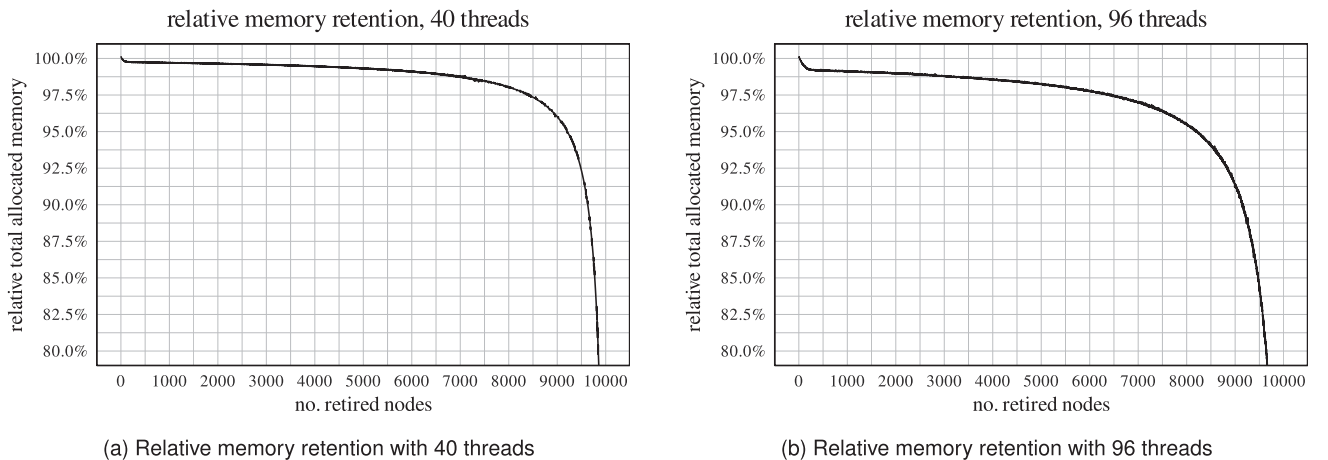 relative memory retention, 40 threads
relative total allocated memory
100.0%
97.5%
95.0%
92.5%
90.0%
87.5%
85.0%
82.5%
80.0%
0 1000 2000 3000 4000 5000 6000 7000 8000 9000 10000
no. retired nodes
(a) Relative memory retention with 40 threads
relative memory retention, 96 threads
relative total allocated memory
100.0%
97.5%
95.0%
92.5%
90.0%
87.5%
85.0%
82.5%
80.0%
0 1000 2000 3000 4000 5000 6000 7000 8000 9000 10000
no. retired nodes
(b) Relative memory retention with 96 threads